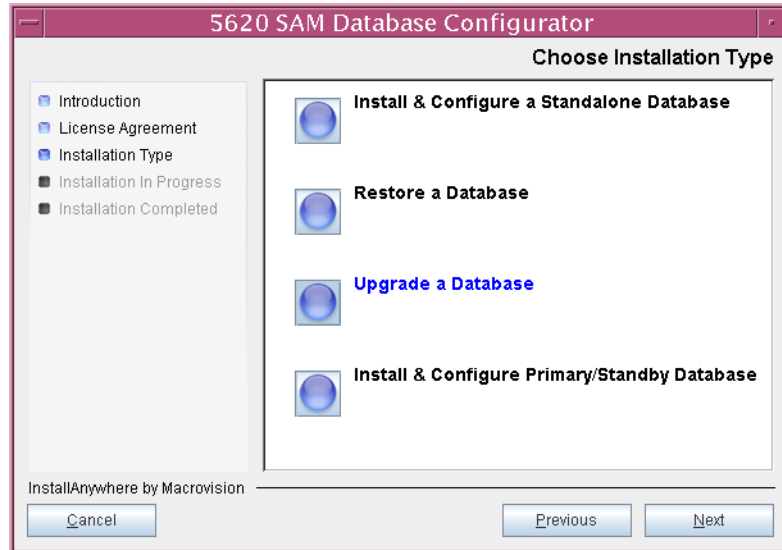 5620 SAM Database Configurator
Choose Installation Type
Introduction
License Agreement
Installation Type
Installation In Progress
Installation Completed
Install & Configure a Standalone Database
Restore a Database
Upgrade a Database
Install & Configure Primary/Standby Database
InstallAnywhere by Macrovision
Cancel
Previous
Next